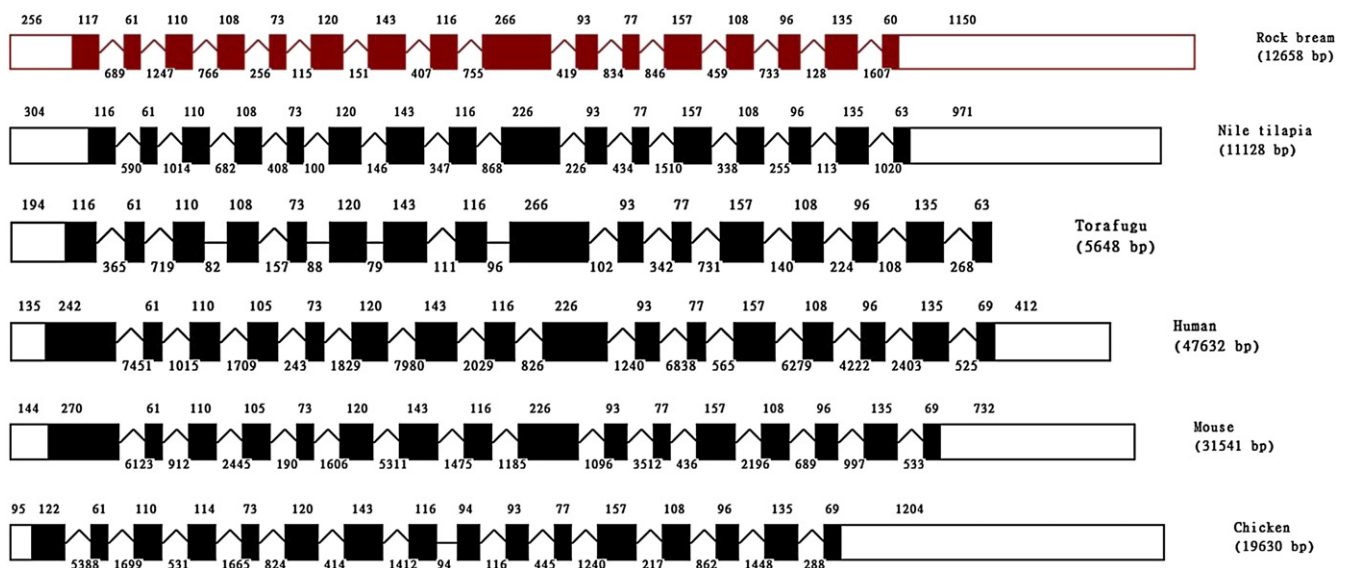 256 117 61 110 108 73 120 143 116 266 93 77 157 108 96 135 60 1150
Rock bream
(12658 bp)
689 1247 766 256 115 151 407 755 419 834 846 459 733 128 1607
304 116 61 110 108 73 120 143 116 226 93 77 157 108 96 135 63 971
Nile tilapia
(11128 bp)
590 1014 682 408 100 146 347 868 226 434 1510 338 255 113 1020
194 116 61 110 108 73 120 143 116 266 93 77 157 108 96 135 63
Torafugu
(5648 bp)
365 719 82 157 88 79 111 96 102 342 731 140 224 108 268
135 242 61 110 105 73 120 143 116 226 93 77 157 108 96 135 69 412
Human
(47632 bp)
7451 1015 1709 243 1829 7980 2029 826 1240 6838 565 6279 4222 2403 525
144 270 61 110 105 73 120 143 116 226 93 77 157 108 96 135 69 732
Mouse
(31541 bp)
6123 912 2445 190 1606 5311 1475 1185 1096 3512 436 2196 689 997 533
95 122 61 110 114 73 120 143 116 94 93 77 157 108 96 135 69 1204
Chicken
(19630 bp)
5388 1699 531 1665 824 414 1412 94 116 445 1240 217 862 1448 288